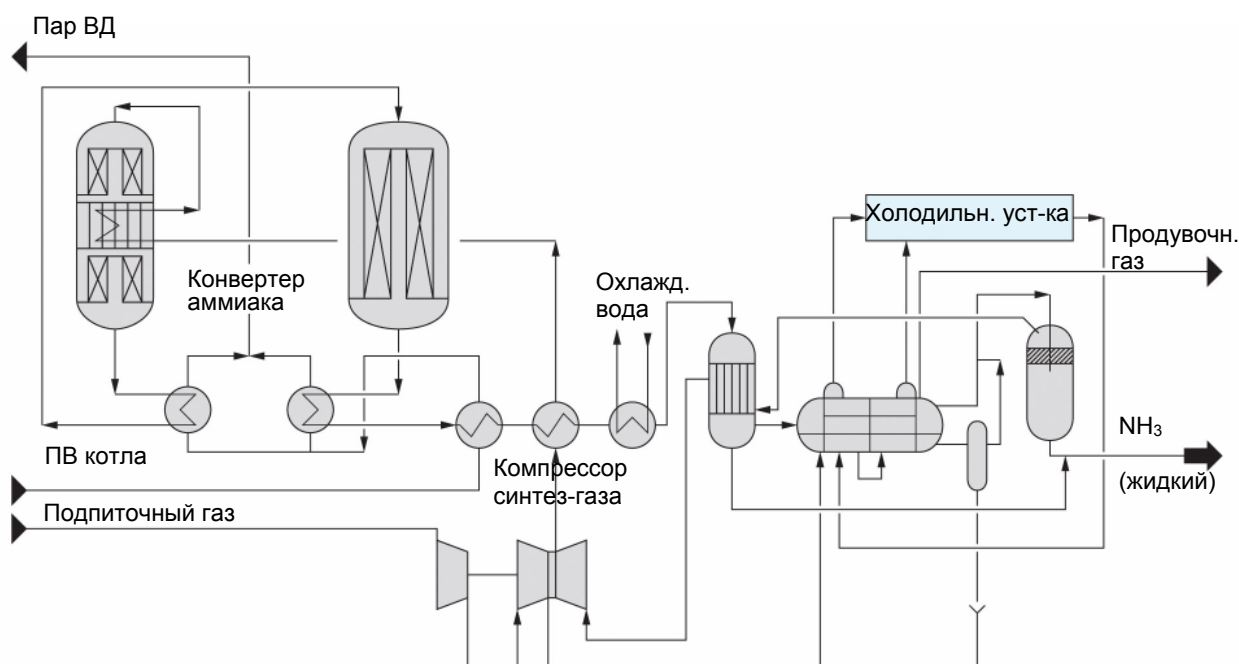 Пар ВД
Холодильн. уст-ка
Продувочн.
газ
Конвертер
аммиака
Охлажд.
вода
ПВ котла
Компрессор
синтез-газа
NH₃
(жидкий)
Подпиточный газ